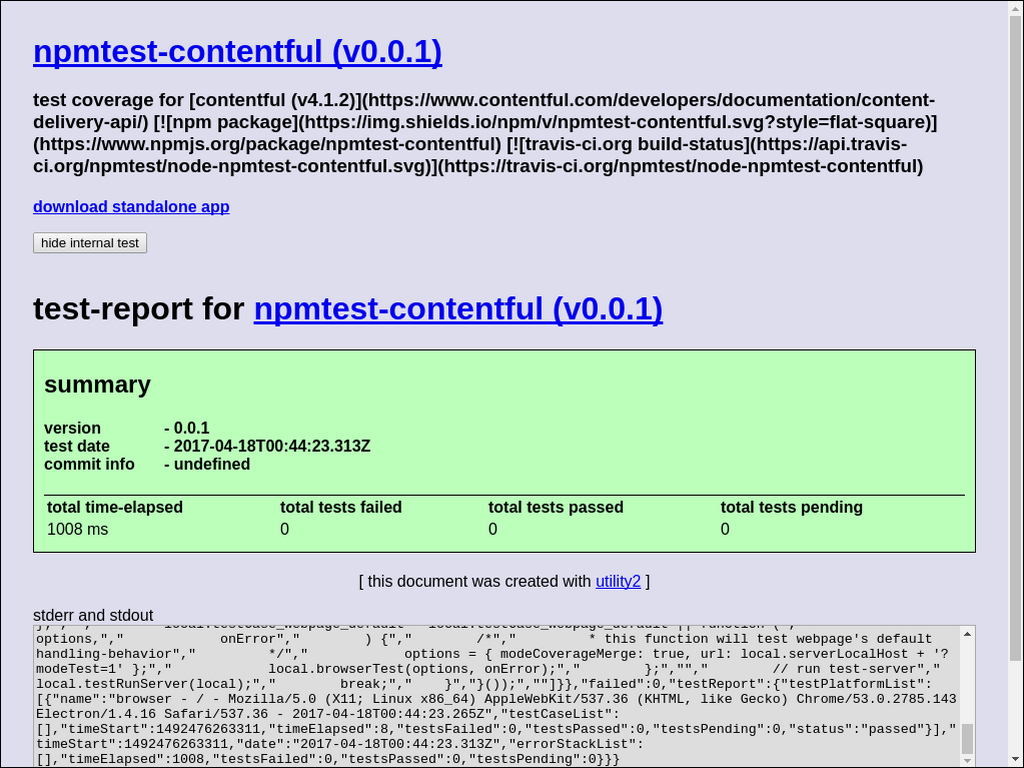 npmtest-contentful (v0.0.1)
test coverage for [contentful (v4.1.2)](https://www.contentful.com/developers/documentation/content-
delivery-api/) [![npm package](https://img.shields.io/npm/v/npmtest-contentful.svg?style=flat-square)]
(https://www.npmjs.org/package/npmtest-contentful) [![travis-ci.org build-status](https://api.travis-
ci.org/npmtest/node-npmtest-contentful.svg)](https://travis-ci.org/npmtest/node-npmtest-contentful)
download standalone app
hide internal test
test-report for npmtest-contentful (v0.0.1)
summary
version - 0.0.1
test date - 2017-04-18T00:44:23.313Z
commit info - undefined
total time-elapsed total tests failed total tests passed total tests pending
1008 ms 0 0 0
[ this document was created with utility2 ]
stderr and stdout
options,","            onError","        ) {","        /*","        * this function will test webpage's default
handling-behavior","         */","            options = { modeCoverageMerge: true, url: local.serverLocalHost + '?
modeTest=1' };","            local.browserTest(options, onError);","        };","","        // run test-server","
local.testRunServer(local);","        break;","    }","}());",""]}},"failed":0,"testReport":{"testPlatformList":
[{"name":"browser - / - Mozilla/5.0 (X11; Linux x86_64) AppleWebKit/537.36 (KHTML, like Gecko) Chrome/53.0.2785.143
Electron/1.4.16 Safari/537.36 - 2017-04-18T00:44:23.265Z","testCaseList":
[],"timeStart":1492476263311,"timeElapsed":8,"testsFailed":0,"testsPassed":0,"testsPending":0,"status":"passed"}],"
timeStart":1492476263311,"date":"2017-04-18T00:44:23.313Z","errorStackList":
[],"timeElapsed":1008,"testsFailed":0,"testsPassed":0,"testsPending":0}}}